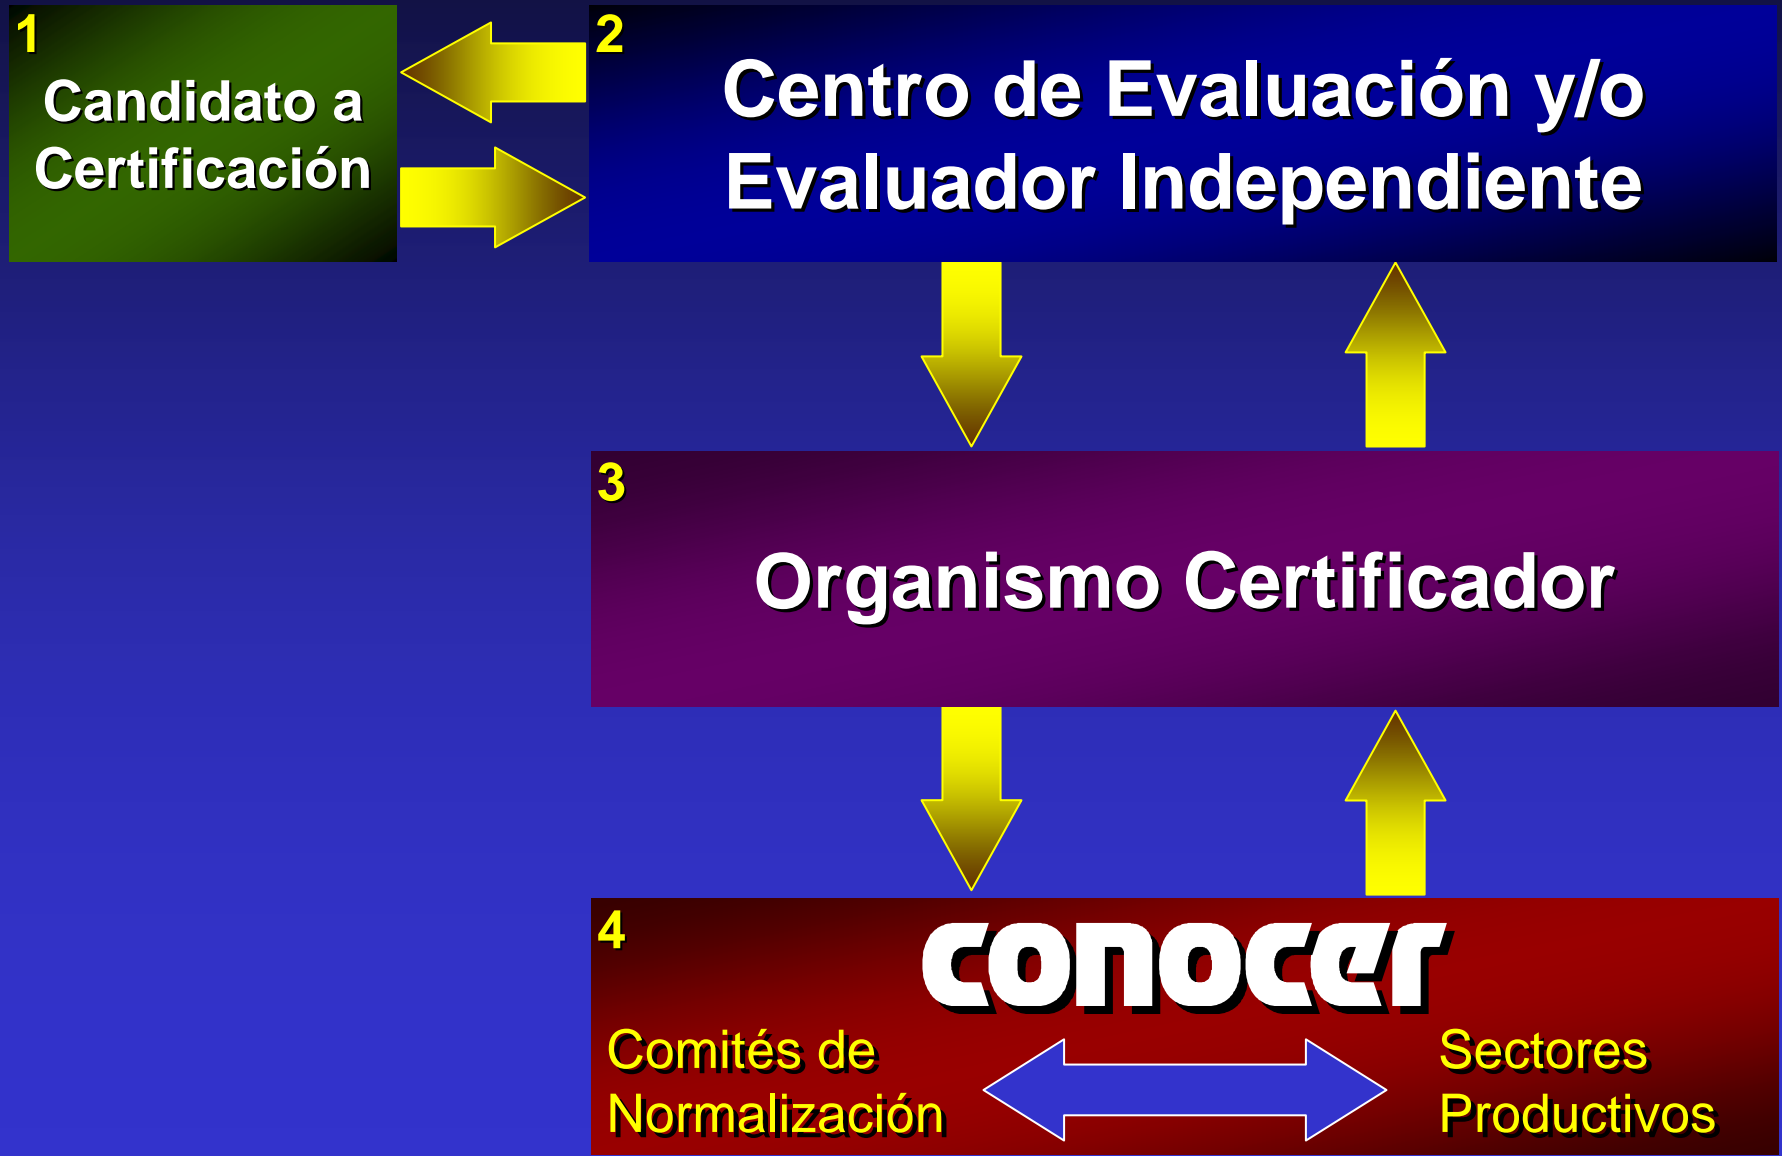 1
Candidato a
Certificación
2
Centro de Evaluación y/o
Evaluador Independiente
3
Organismo Certificador
4
conocer
Comités de
Normalización
Sectores
Productivos